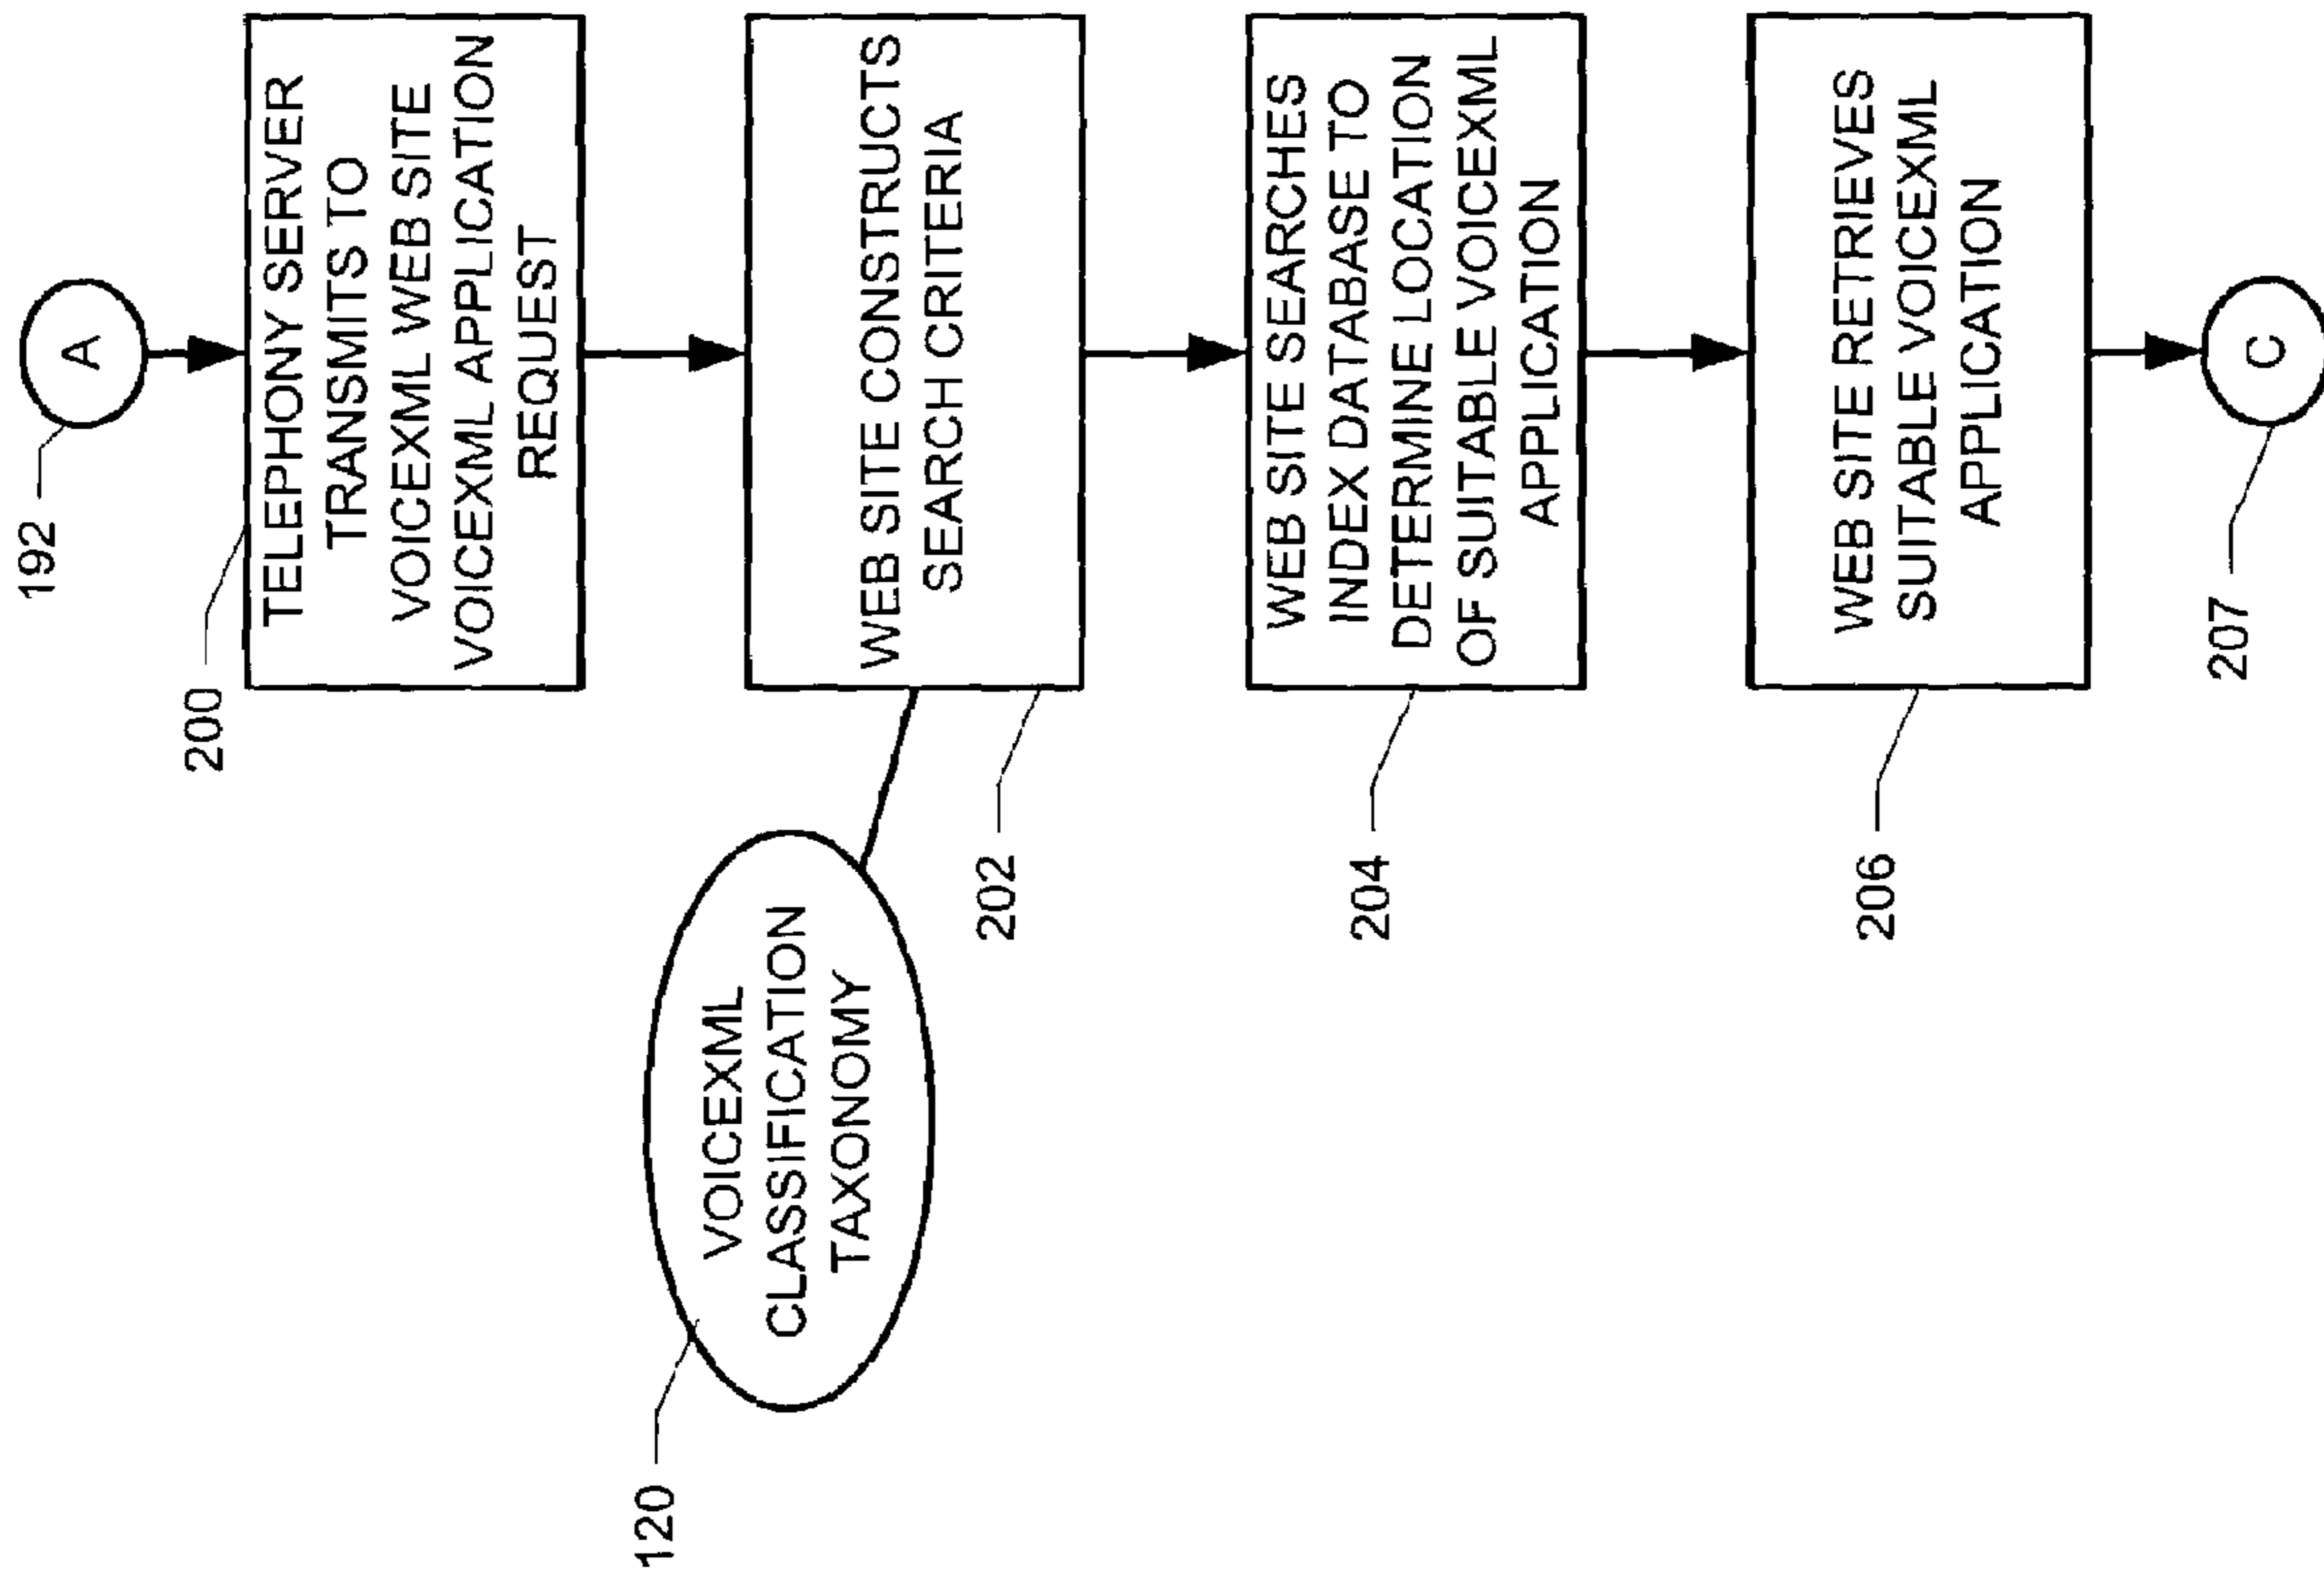 192
A
200
TELEPHONY SERVER
TRANSMITS TO
VOICEXML WEB SITE
VOICEXML APPLICATION
REQUEST
120
VOICEXML
CLASSIFICATION
TAXONOMY
202
WEB SITE CONSTRUCTS
SEARCH CRITERIA
204
WEB SITE SEARCHES
INDEX DATABASE TO
DETERMINE LOCATION
OF SUITABLE VOICEXML
APPLICATION
206
WEB SITE RETRIEVES
SUITABLE VOICEXML
APPLICATION
207
C